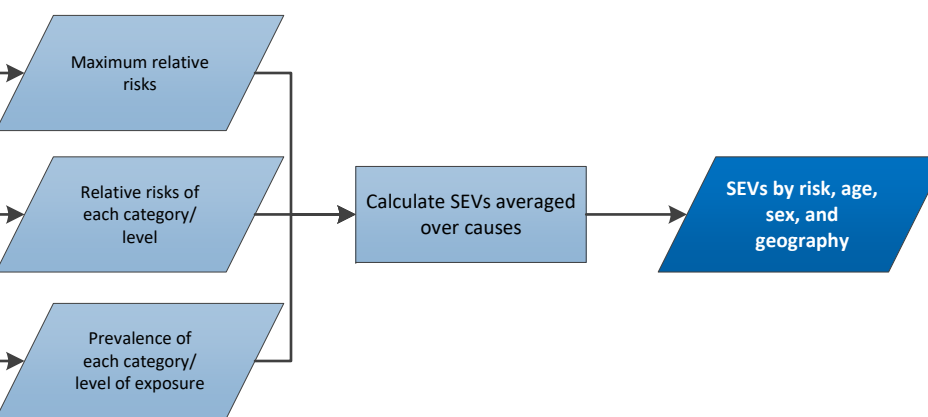 Maximum relative
risks
Relative risks of
each category/
level
Prevalence of
each category/
level of exposure
Calculate SEVs averaged
over causes
SEVs by risk, age,
sex, and
geography